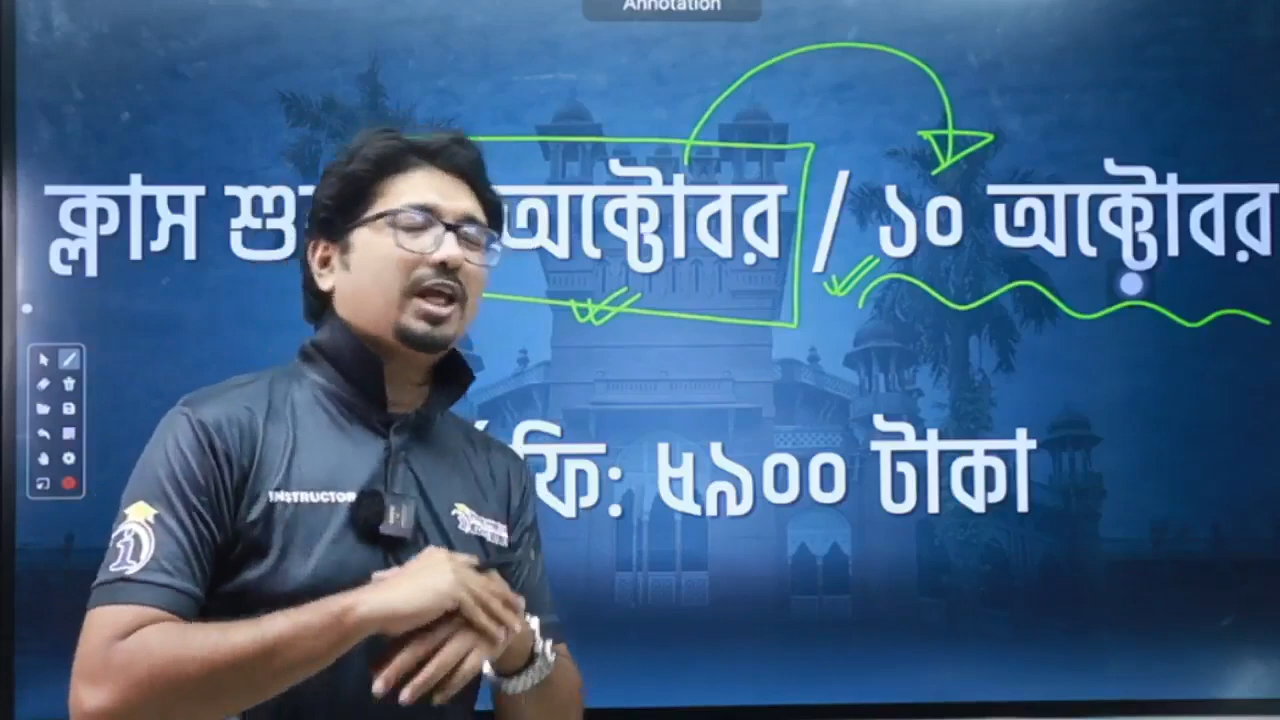 Annotation
ক্লাস শু অক্টোবর / ১০ অক্টোবর
ফি: ৫৯০০ টাকা
INSTRUCTOR